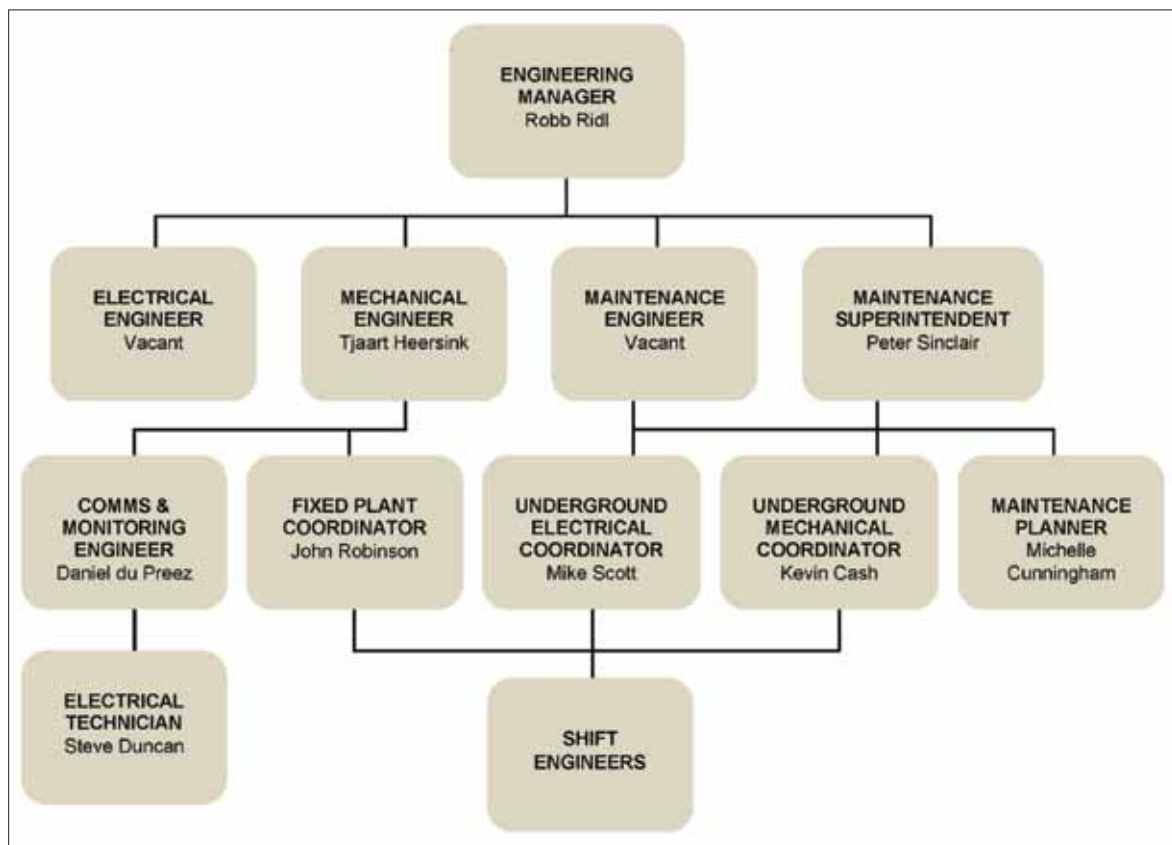 ENGINEERING
MANAGER
Robb Ridl
ELECTRICAL
ENGINEER
Vacant
MECHANICAL
ENGINEER
Tjaart Heersink
MAINTENANCE
ENGINEER
Vacant
MAINTENANCE
SUPERINTENDENT
Peter Sinclair
COMMS &
MONITORING
ENGINEER
Daniel du Preez
FIXED PLANT
COORDINATOR
John Robinson
UNDERGROUND
ELECTRICAL
COORDINATOR
Mike Scott
UNDERGROUND
MECHANICAL
COORDINATOR
Kevin Cash
MAINTENANCE
PLANNER
Michelle
Cunningham
ELECTRICAL
TECHNICIAN
Steve Duncan
SHIFT
ENGINEERS